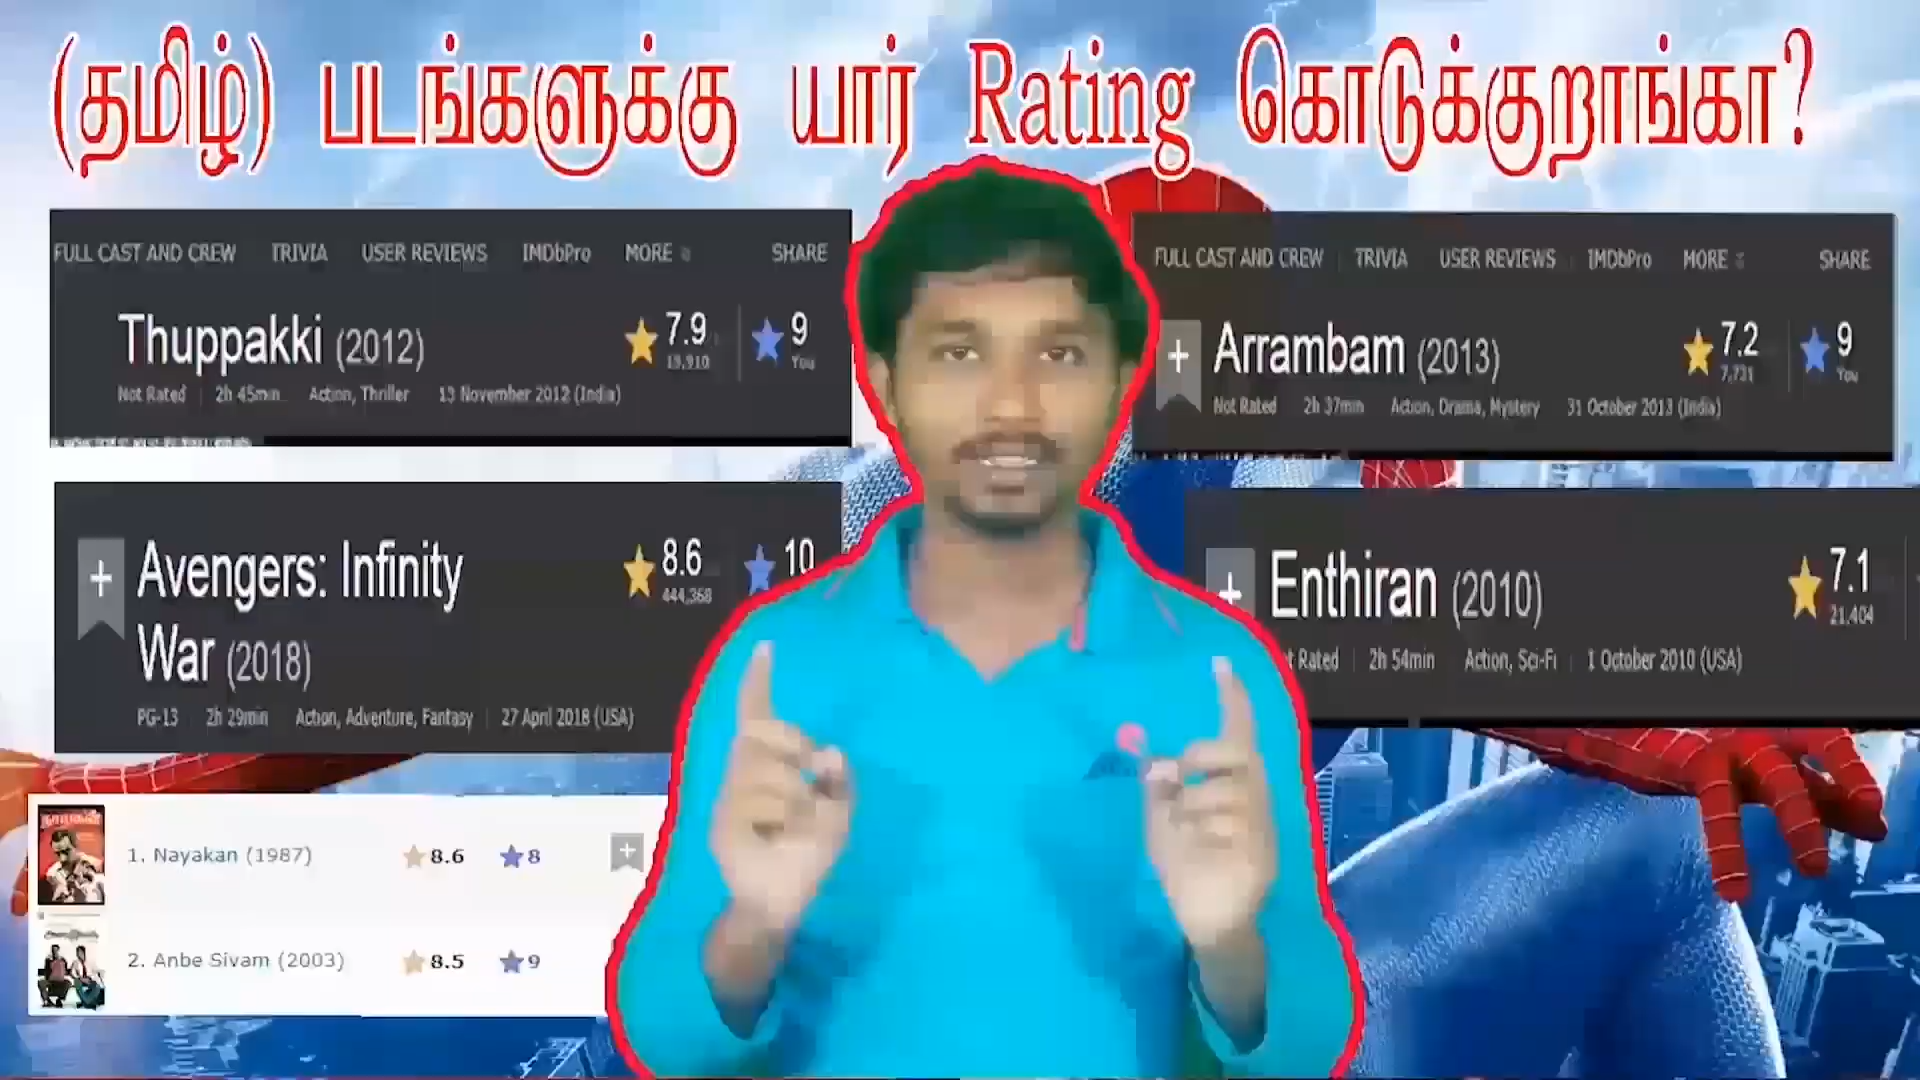 (தமிழ்) படங்களுக்கு யார் Rating கொடுக்குறாங்கா?
FULL CAST AND CREW TRIVIA USER REVIEWS IMDbPro MORE SHARE
Thuppakki (2012) 7.9 9
13,910 You
Not Rated 2h 45min Action, Thriller 13 November 2012 (India)
FULL CAST AND CREW TRIVIA USER REVIEWS IMDbPro MORE SHARE
+ Arrambam (2013) 7.2 9
7,731 You
Not Rated 2h 37min Action, Drama, Mystery 31 October 2013 (India)
+ Avengers: Infinity 8.6 10
444,368
War (2018)
PG-13 2h 29min Action, Adventure, Fantasy 27 April 2018 (USA)
+ Enthiran (2010) 7.1
21,404
Rated 2h 54min Action, Sci-Fi 1 October 2010 (USA)
நாயகன்
1. Nayakan (1987) 8.6 8 +
2. Anbe Sivam (2003) 8.5 9